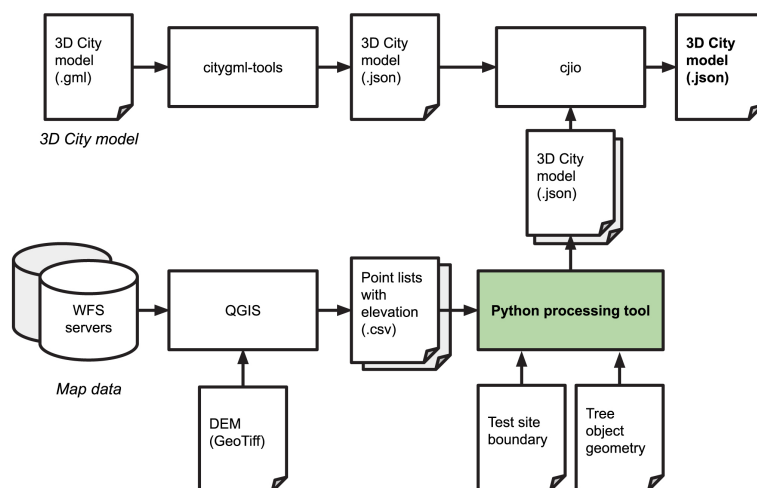 3D City
model
(.gml)
citygml-tools
3D City
model
(.json)
cjio
3D City
model
(.json)
3D City model
3D City
model
(.json)
WFS
servers
QGIS
Point lists
with
elevation
(.csv)
Python processing tool
Map data
DEM
(GeoTiff)
Test site
boundary
Tree
object
geometry